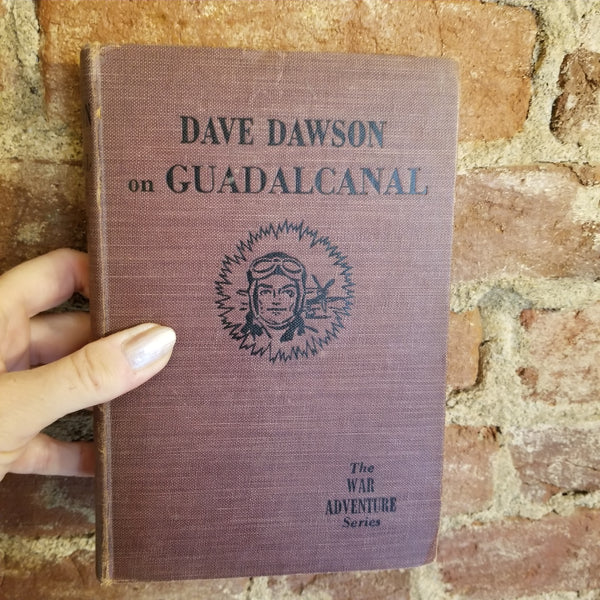 DAVE DAWSON
on GUADALCANAL
The
WAR
ADVENTURE
Series